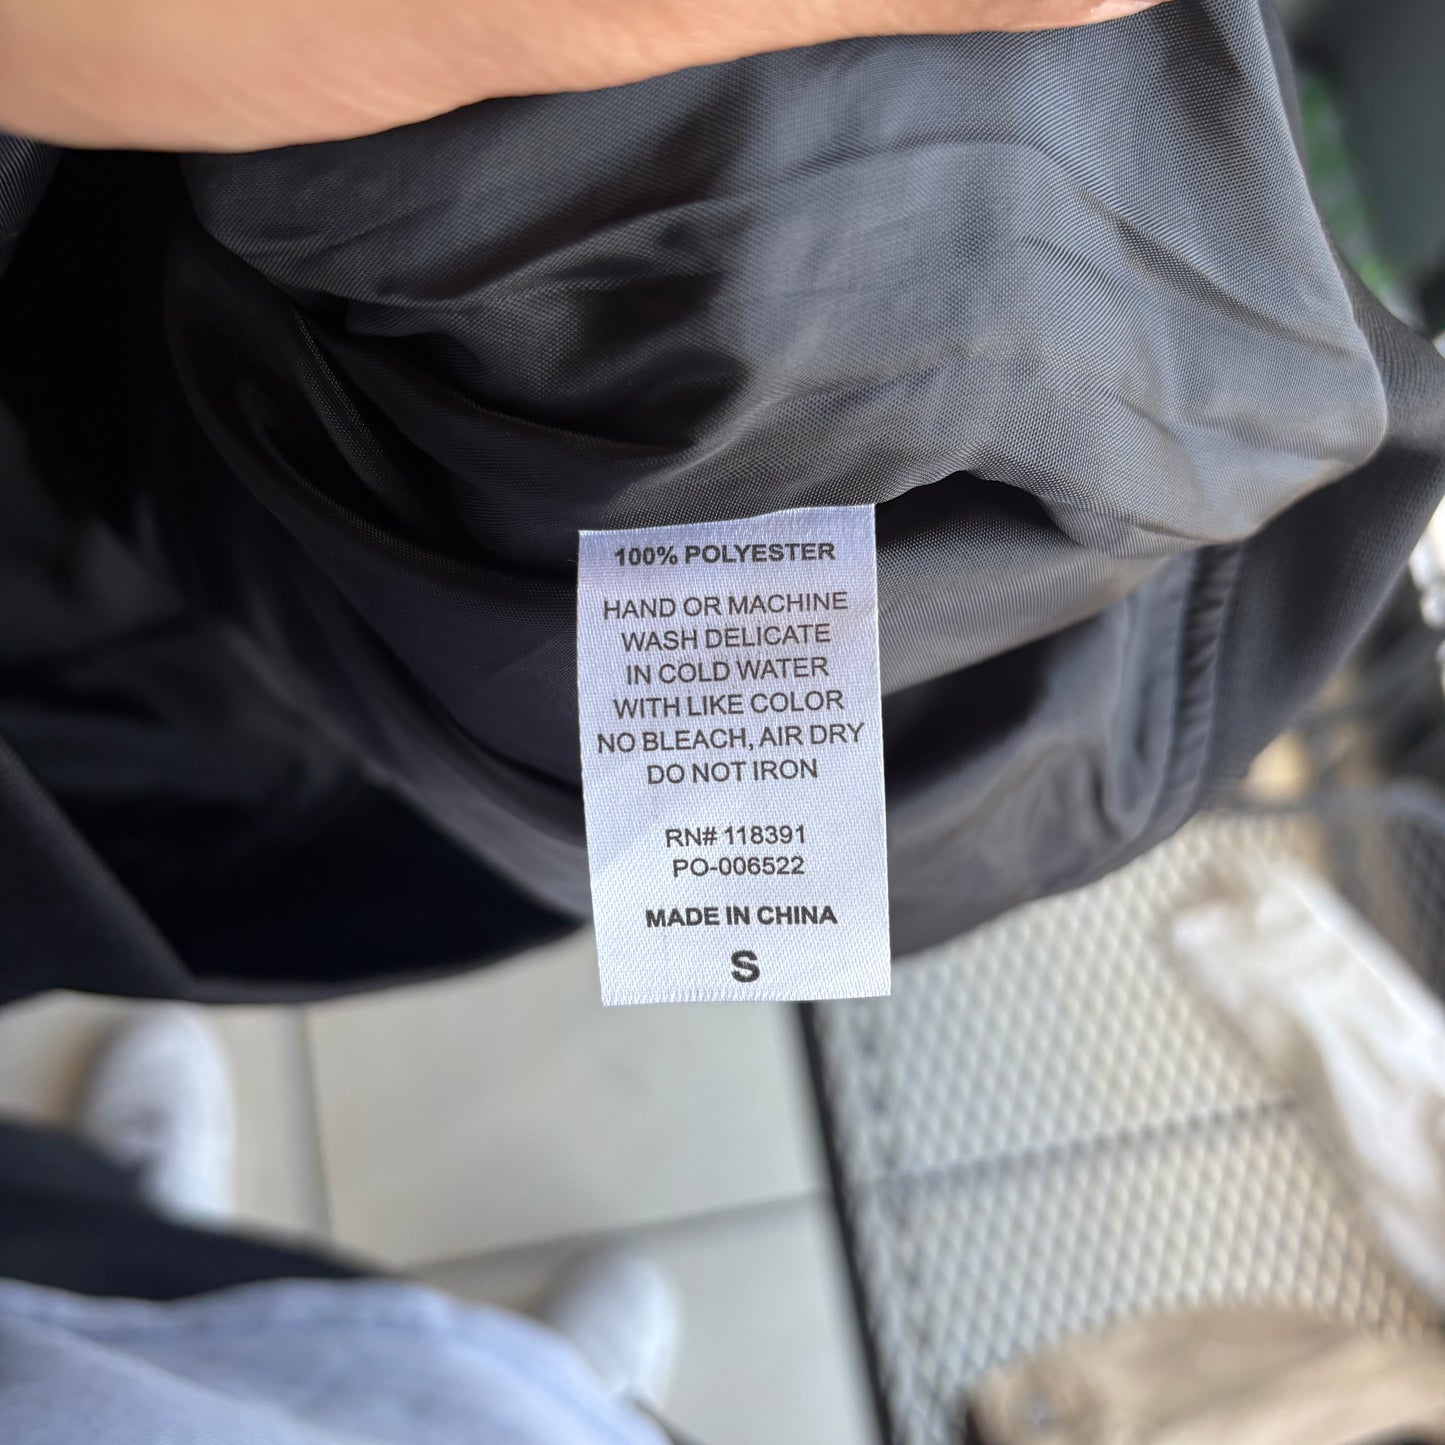 100% POLYESTER
HAND OR MACHINE
WASH DELICATE
IN COLD WATER
WITH LIKE COLOR
NO BLEACH, AIR DRY
DO NOT IRON
RN# 118391
PO-006522
MADE IN CHINA
S